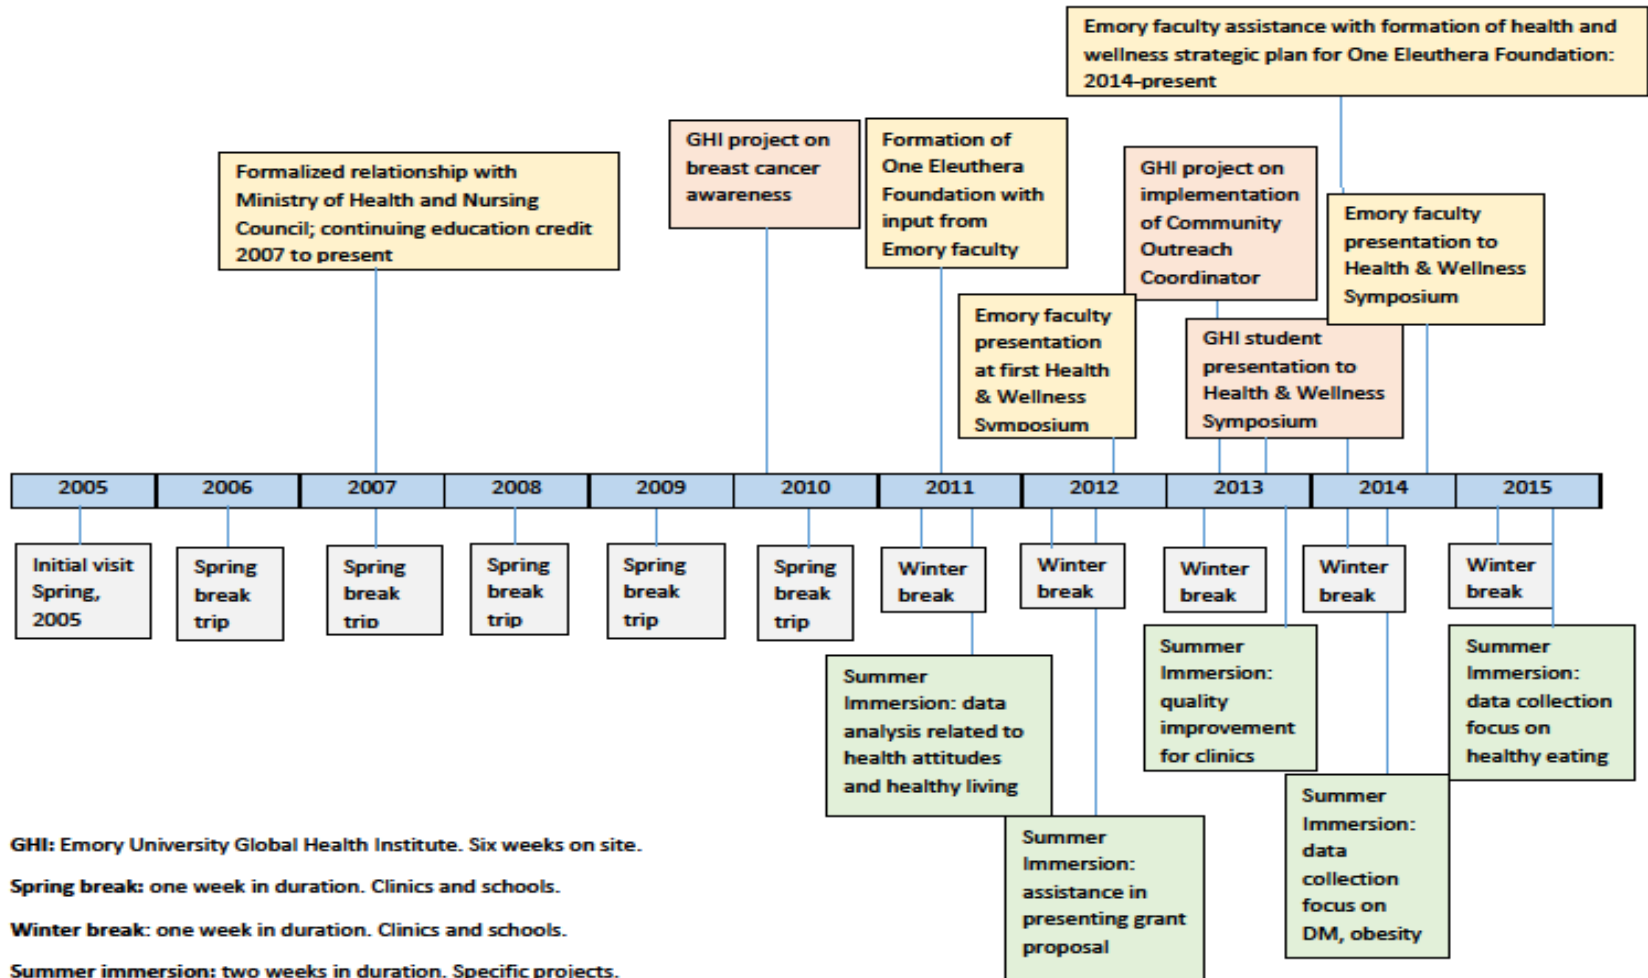 Emory faculty assistance with formation of health and
wellness strategic plan for One Eleuthera Foundation:
2014-present
Formalized relationship with
Ministry of Health and Nursing
Council; continuing education credit
2007 to present
GHI project on
breast cancer
awareness
Formation of
One Eleuthera
Foundation with
input from
Emory faculty
Emory faculty
presentation
at first Health
& Wellness
Symposium
GHI project on
implementation
of Community
Outreach
Coordinator
GHI student
presentation to
Health & Wellness
Symposium
Emory faculty
presentation to
Health & Wellness
Symposium
2005 2006 2007 2008 2009 2010 2011 2012 2013 2014 2015
Initial visit
Spring,
2005
Spring
break
trip
Spring
break
trip
Spring
break
trip
Spring
break
trip
Spring
break
trip
Winter
break
Winter
break
Winter
break
Winter
break
Winter
break
Summer
Immersion: data
analysis related to
health attitudes
and healthy living
Summer
Immersion:
assistance in
presenting grant
proposal
Summer
Immersion:
quality
improvement
for clinics
Summer
Immersion:
data
collection
focus on
DM, obesity
Summer
Immersion:
data collection
focus on
healthy eating
GHI: Emory University Global Health Institute. Six weeks on site.
Spring break: one week in duration. Clinics and schools.
Winter break: one week in duration. Clinics and schools.
Summer immersion: two weeks in duration. Specific projects.